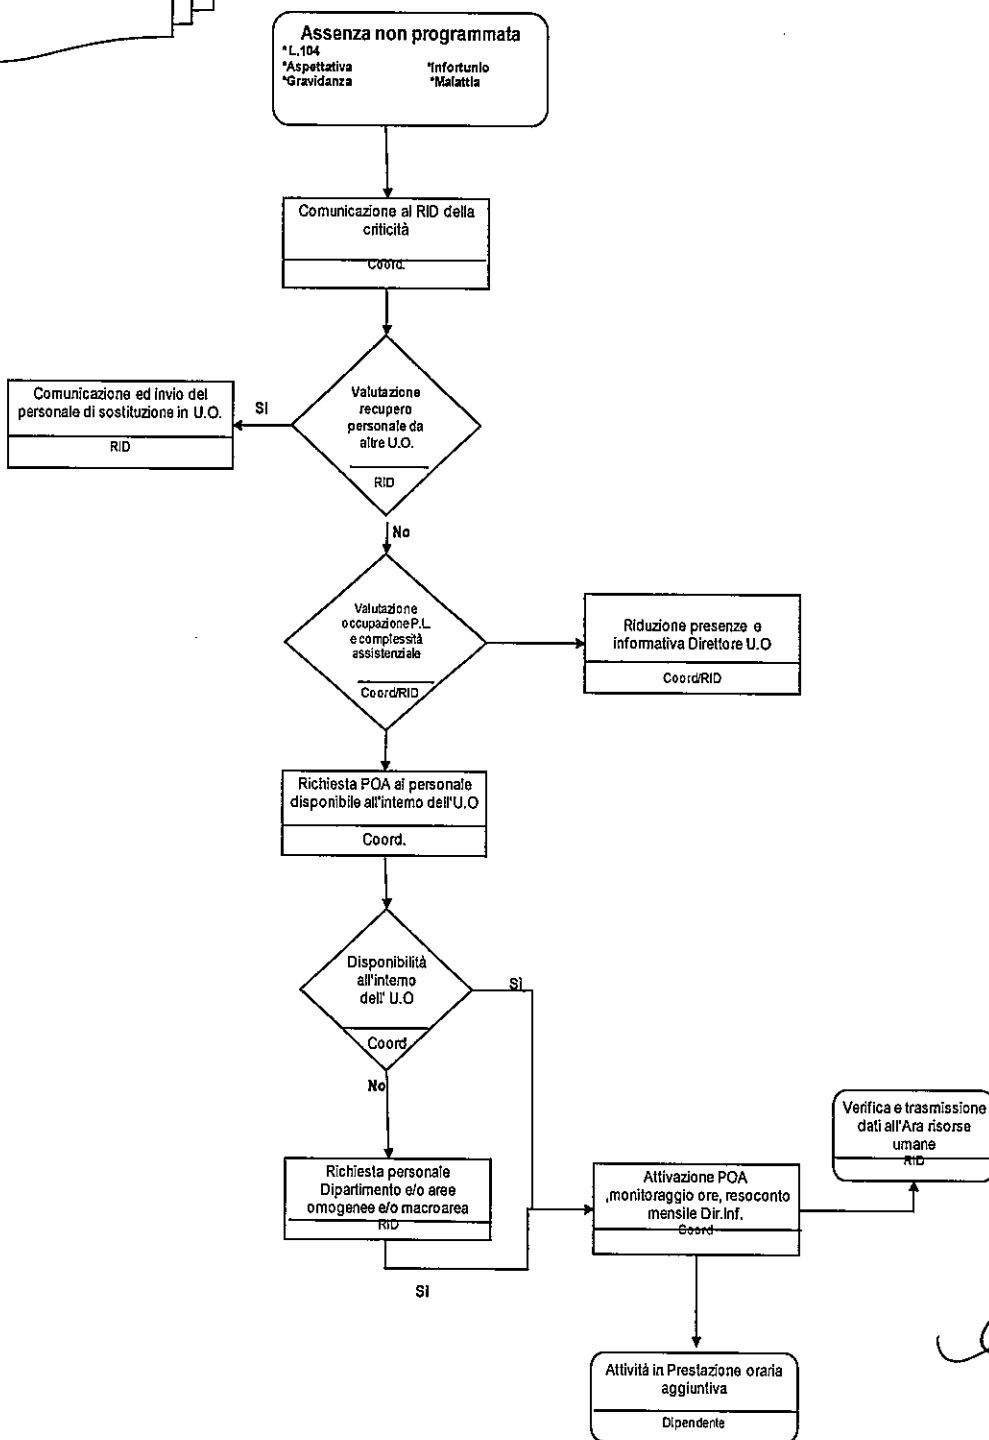 Assenza non programmata
*L.104
*Aspettativa *Infortunio
*Gravidanza *Malattia
Comunicazione al RID della
criticità
Coord.
Valutazione
recupero
personale da
altre U.O.
RID
SI
Comunicazione ed invio del
personale di sostituzione in U.O.
RID
No
Valutazione
occupazione P.L.
e complessità
assistenziale
Coord/RID
Riduzione presenze e
informativa Direttore U.O
Coord/RID
Richiesta POA al personale
disponibile all'interno dell'U.O
Coord.
Disponibilità
all'interno
dell' U.O
Coord
Sì
No
Richiesta personale
Dipartimento e/o aree
omogenee e/o macroarea
RID
Sì
Attivazione POA
,monitoraggio ore, resoconto
mensile Dir.Inf.
Coord
Verifica e trasmissione
dati all'Ara risorse
umane
RID
Attività in Prestazione oraria
aggiuntiva
Dipendente